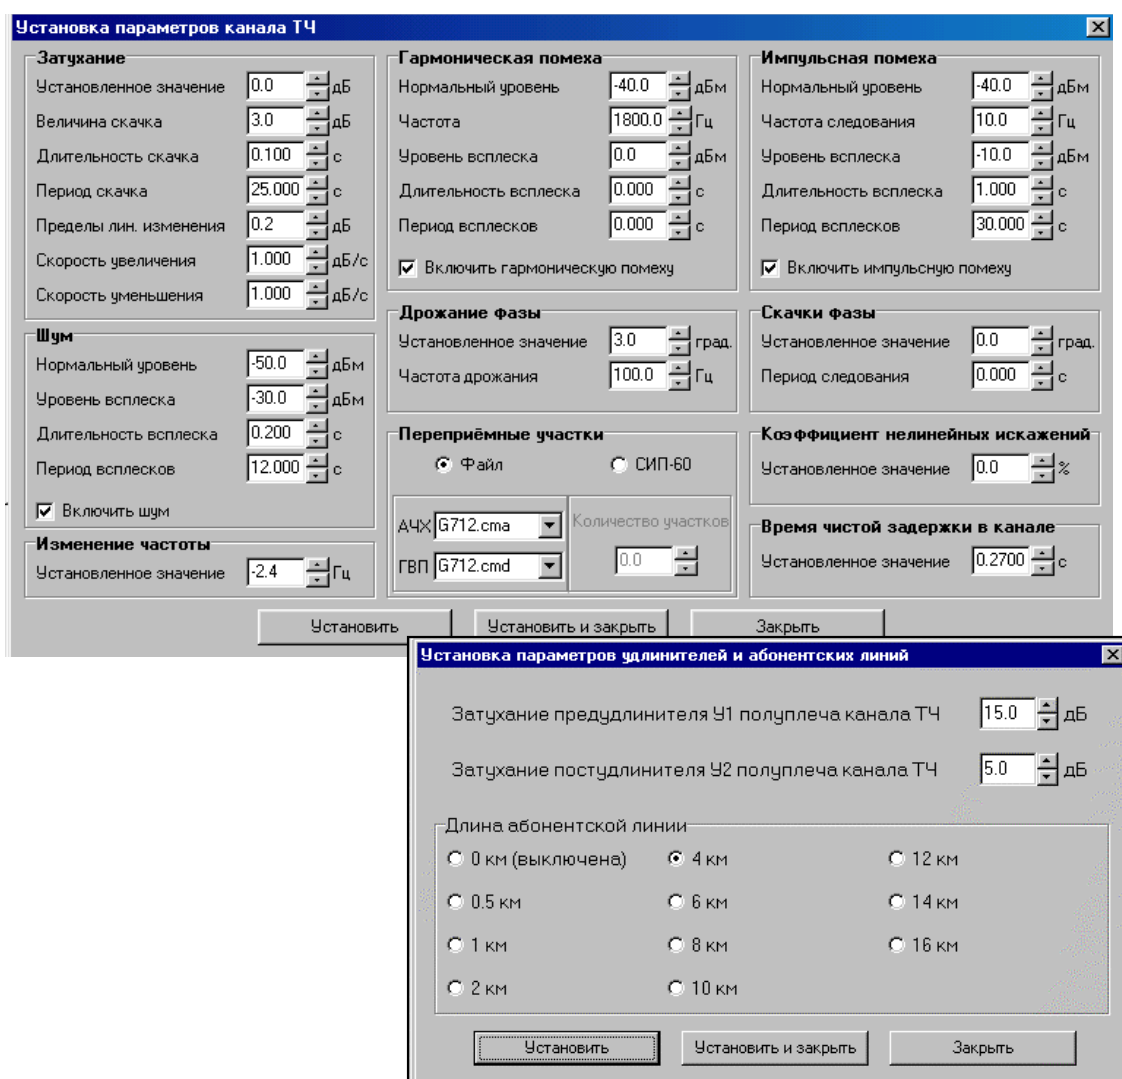 Установка параметров канала ТЧ
Затухание
Установленное значение 0.0 дБ
Величина скачка 3.0 дБ
Длительность скачка 0.100 с
Период скачка 25.000 с
Пределы лин. изменения 0.2 дБ
Скорость увеличения 1.000 дБ/с
Скорость уменьшения 1.000 дБ/с
Шум
Нормальный уровень -50.0 дБм
Уровень всплеска -30.0 дБм
Длительность всплеска 0.200 с
Период всплесков 12.000 с
Включить шум
Изменение частоты
Установленное значение -2.4 Гц
Гармоническая помеха
Нормальный уровень -40.0 дБм
Частота 1800.0 Гц
Уровень всплеска 0.0 дБм
Длительность всплеска 0.000 с
Период всплесков 0.000 с
Включить гармоническую помеху
Дрожание фазы
Установленное значение 3.0 град.
Частота дрожания 100.0 Гц
Переприёмные участки
Файл СИП-60
АЧХ G712.cma
ГВП G712.cmd
Количество участков
0.0
Импульсная помеха
Нормальный уровень -40.0 дБм
Частота следования 10.0 Гц
Уровень всплеска -10.0 дБм
Длительность всплеска 1.000 с
Период всплесков 30.000 с
Включить импульсную помеху
Скачки фазы
Установленное значение 0.0 град.
Период следования 0.000 с
Коэффициент нелинейных искажений
Установленное значение 0.0 %
Время чистой задержки в канале
Установленное значение 0.2700 с
Установить Установить и закрыть Закрыть
Установка параметров удлинителей и абонентских линий
Затухание предудлинителя У1 полуплеча канала ТЧ 15.0 дБ
Затухание постудлинителя У2 полуплеча канала ТЧ 5.0 дБ
Длина абонентской линии
0 км (выключена) 4 км 12 км
0.5 км 6 км 14 км
1 км 8 км 16 км
2 км 10 км
Установить Установить и закрыть Закрыть